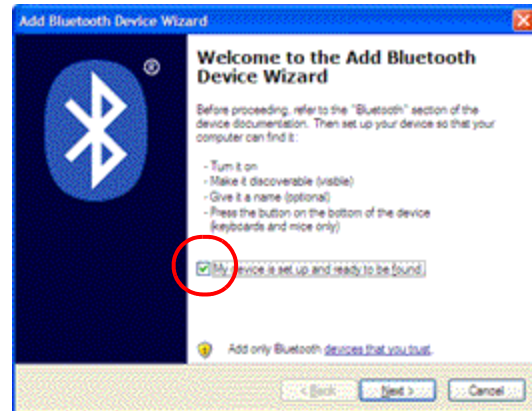 Add Bluetooth Device Wizard
®
Welcome to the Add Bluetooth
Device Wizard
Before proceeding, refer to the "Bluetooth" section of the
device documentation. Then set up your device so that your
computer can find it:
- Turn it on
- Make it discoverable (visible)
- Give it a name (optional)
- Press the button on the bottom of the device
(keyboards and mice only)
My device is set up and ready to be found.
Add only Bluetooth devices that you trust.
< Back
Next >
Cancel